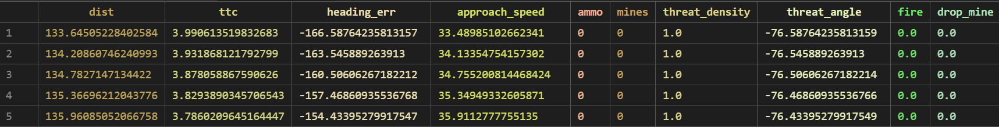 dist ttc heading_err approach_speed ammo mines threat_density threat_angle fire drop_mine
1 133.64505228402584 3.990613519832683 -166.58764235813157 33.48985102662341 0 0 1.0 -76.58764235813159 0.0 0.0
2 134.20860746240993 3.931868121792799 -163.545889263913 34.13354754157302 0 0 1.0 -76.545889263913 0.0 0.0
3 134.7827147134422 3.878058867590626 -160.50606267182212 34.755200814468424 0 0 1.0 -76.50606267182214 0.0 0.0
4 135.36696212043776 3.8293890345706543 -157.46860935536768 35.34949332605871 0 0 1.0 -76.46860935536766 0.0 0.0
5 135.96085052066758 3.7860209645164447 -154.43395279917547 35.9112777755135 0 0 1.0 -76.43395279917549 0.0 0.0